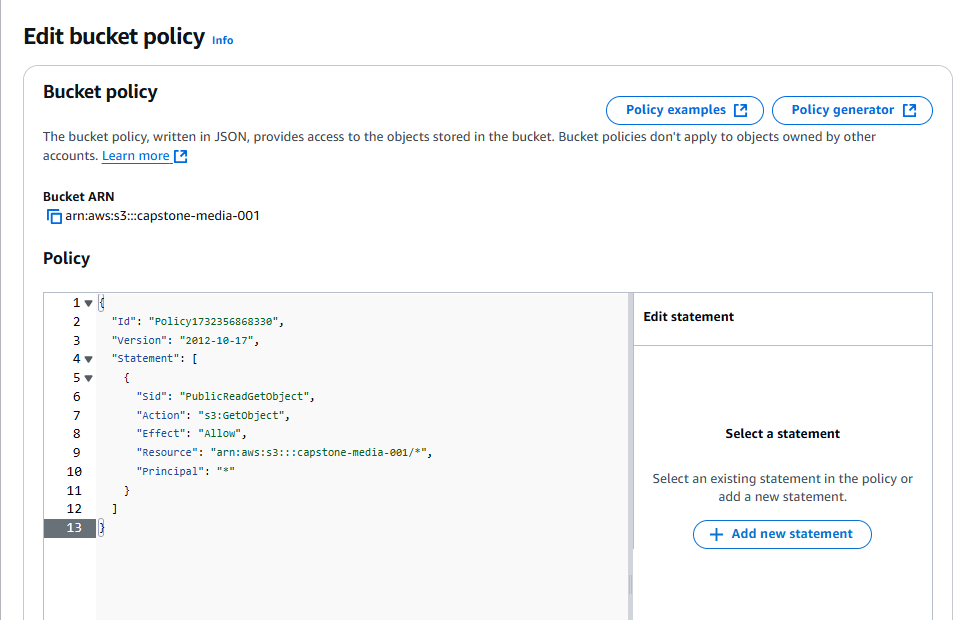 Edit bucket policy Info
Bucket policy
Policy examples
Policy generator
The bucket policy, written in JSON, provides access to the objects stored in the bucket. Bucket policies don't apply to objects owned by other
accounts. Learn more
Bucket ARN
arn:aws:s3:::capstone-media-001
Policy
1 {
2 "Id": "Policy1732356868330",
3 "Version": "2012-10-17",
4 "Statement": [
5 {
6 "Sid": "PublicReadGetObject",
7 "Action": "s3:GetObject",
8 "Effect": "Allow",
9 "Resource": "arn:aws:s3:::capstone-media-001/*",
10 "Principal": "*"
11 }
12 ]
13 }
Edit statement
Select a statement
Select an existing statement in the policy or
add a new statement.
+ Add new statement